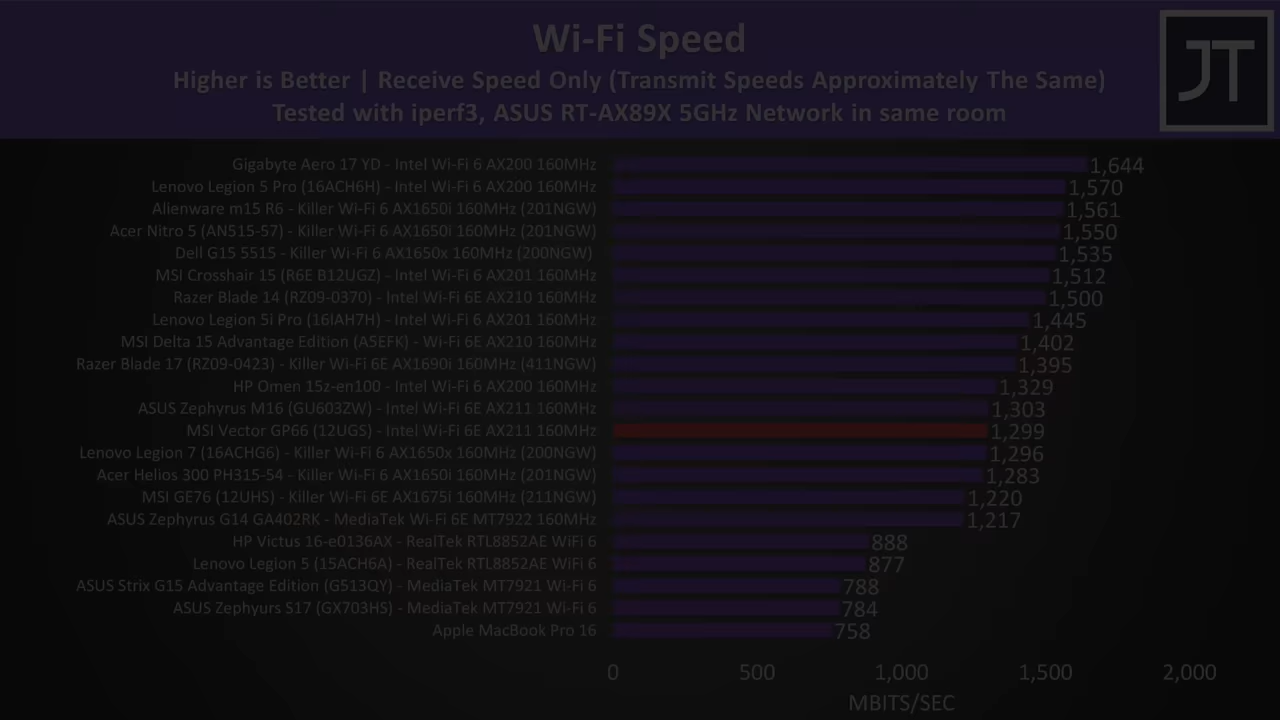 Wi-Fi Speed
JT
Higher is Better | Receive Speed Only (Transmit Speeds Approximately The Same)
Tested with iperf3, ASUS RT-AX89X 5GHz Network in same room
Gigabyte Aero 17 YD - Intel Wi-Fi 6 AX200 160MHz 1,644
Lenovo Legion 5 Pro (16ACH6H) - Intel Wi-Fi 6 AX200 160MHz 1,570
Alienware m15 R6 - Killer Wi-Fi 6 AX1650i 160MHz (201NGW) 1,561
Acer Nitro 5 (AN515-57) - Killer Wi-Fi 6 AX1650i 160MHz (201NGW) 1,550
Dell G15 5515 - Killer Wi-Fi 6 AX1650x 160MHz (200NGW) 1,535
MSI Crosshair 15 (R6E B12UGZ) - Intel Wi-Fi 6 AX201 160MHz 1,512
Razer Blade 14 (RZ09-0370) - Intel Wi-Fi 6E AX210 160MHz 1,500
Lenovo Legion 5i Pro (16IAH7H) - Intel Wi-Fi 6 AX201 160MHz 1,445
MSI Delta 15 Advantage Edition (A5EFK) - Wi-Fi 6E AX210 160MHz 1,402
Razer Blade 17 (RZ09-0423) - Killer Wi-Fi 6E AX1690i 160MHz (411NGW) 1,395
HP Omen 15z-en100 - Intel Wi-Fi 6 AX200 160MHz 1,329
ASUS Zephyrus M16 (GU603ZW) - Intel Wi-Fi 6E AX211 160MHz 1,303
MSI Vector GP66 (12UGS) - Intel Wi-Fi 6E AX211 160MHz 1,299
Lenovo Legion 7 (16ACHG6) - Killer Wi-Fi 6 AX1650x 160MHz (200NGW) 1,296
Acer Helios 300 PH315-54 - Killer Wi-Fi 6 AX1650i 160MHz (201NGW) 1,283
MSI GE76 (12UHS) - Killer Wi-Fi 6E AX1675i 160MHz (211NGW) 1,220
ASUS Zephyrus G14 GA402RK - MediaTek Wi-Fi 6E MT7922 160MHz 1,217
HP Victus 16-e0136AX - RealTek RTL8852AE WiFi 6 888
Lenovo Legion 5 (15ACH6A) - RealTek RTL8852AE WiFi 6 877
ASUS Strix G15 Advantage Edition (G513QY) - MediaTek MT7921 Wi-Fi 6 788
ASUS Zephyurs S17 (GX703HS) - MediaTek MT7921 Wi-Fi 6 784
Apple MacBook Pro 16 758
0 500 1,000 1,500 2,000
MBITS/SEC